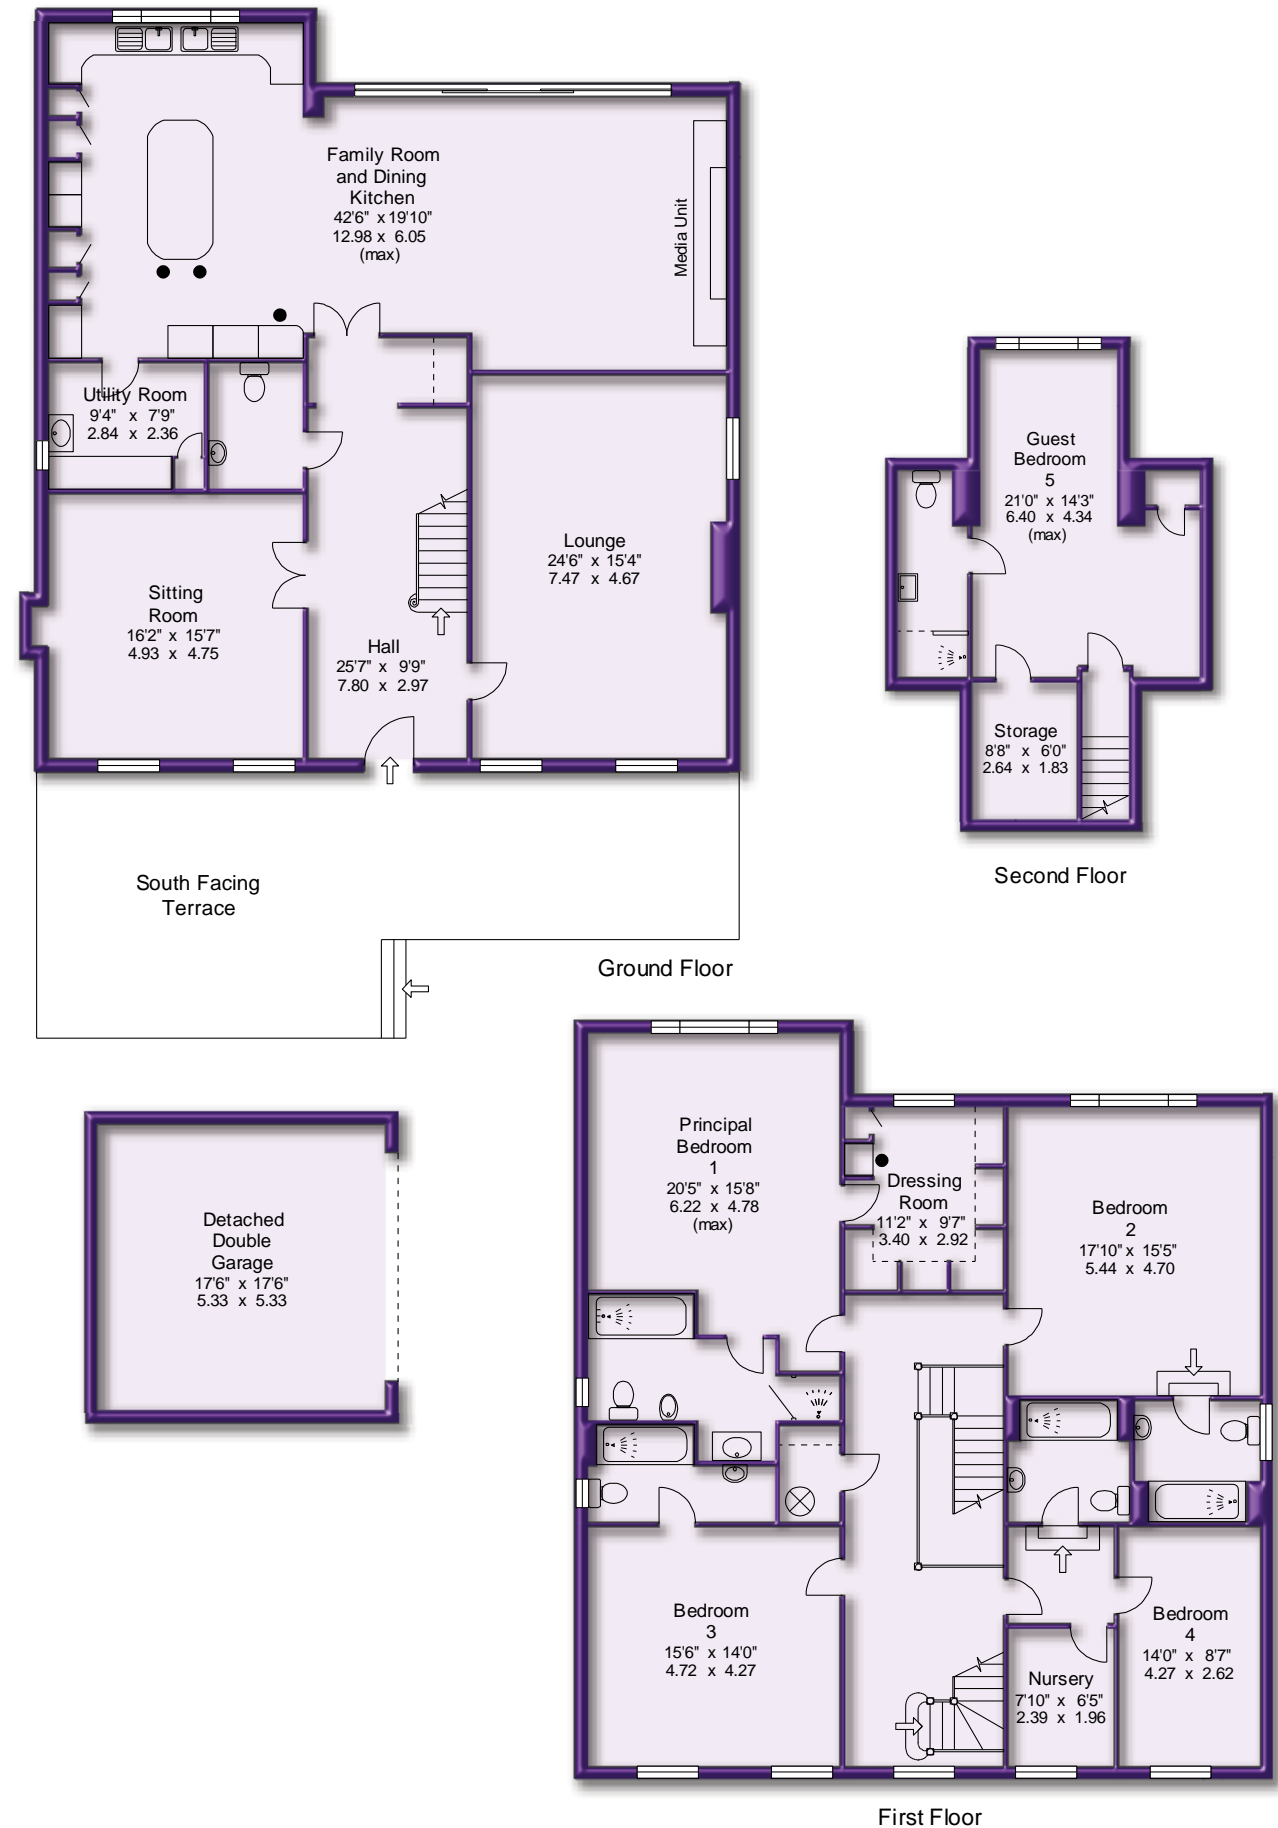 Family Room
and Dining
Kitchen
42'6" x 19'10"
12.98 x 6.05
(max)
Media Unit
Utility Room
9'4" x 7'9"
2.84 x 2.36
Lounge
24'6" x 15'4"
7.47 x 4.67
Sitting
Room
16'2" x 15'7"
4.93 x 4.75
Hall
25'7" x 9'9"
7.80 x 2.97
South Facing
Terrace
Ground Floor
Guest
Bedroom
5
21'0" x 14'3"
6.40 x 4.34
(max)
Storage
8'8" x 6'0"
2.64 x 1.83
Second Floor
Detached
Double
Garage
17'6" x 17'6"
5.33 x 5.33
Principal
Bedroom
1
20'5" x 15'8"
6.22 x 4.78
(max)
Dressing
Room
11'2" x 9'7"
3.40 x 2.92
Bedroom
2
17'10" x 15'5"
5.44 x 4.70
Bedroom
3
15'6" x 14'0"
4.72 x 4.27
Bedroom
4
14'0" x 8'7"
4.27 x 2.62
Nursery
7'10" x 6'5"
2.39 x 1.96
First Floor